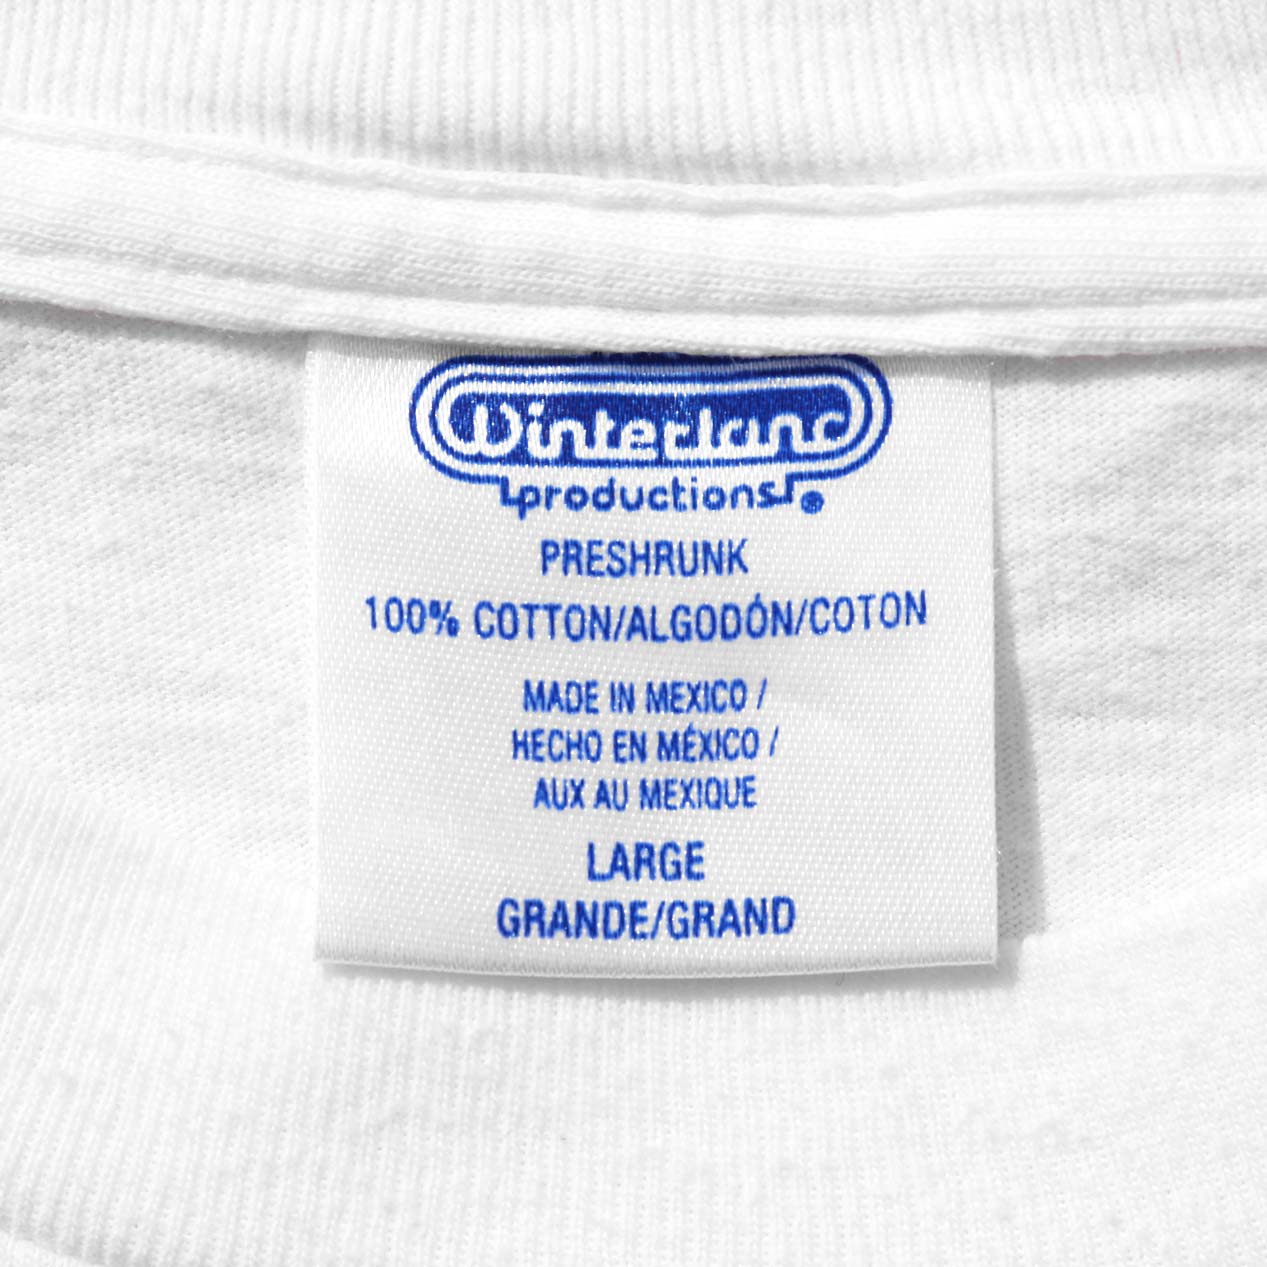 Winterland
productions®
PRESHRUNK
100% COTTON/ALGODÓN/COTON
MADE IN MEXICO /
HECHO EN MÉXICO /
AUX AU MEXIQUE
LARGE
GRANDE/GRAND